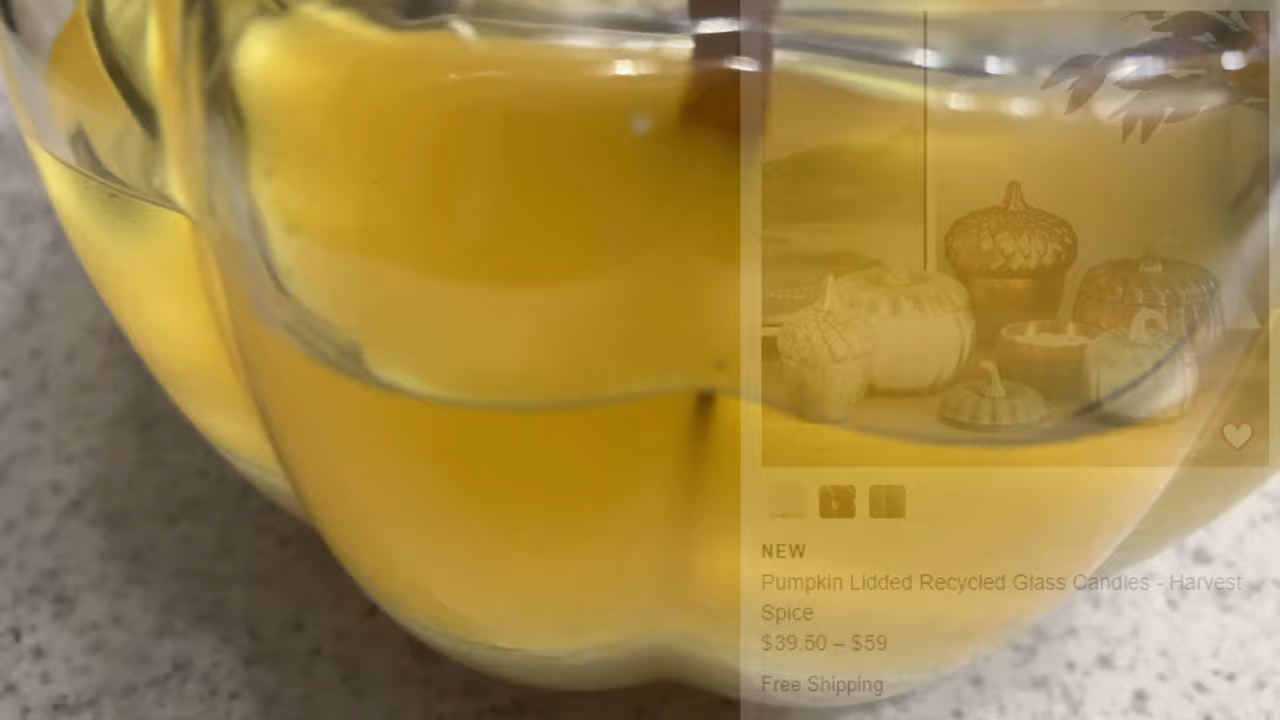 NEW
Pumpkin Lidded Recycled Glass Candles - Harvest
Spice
$39.50 – $59
Free Shipping